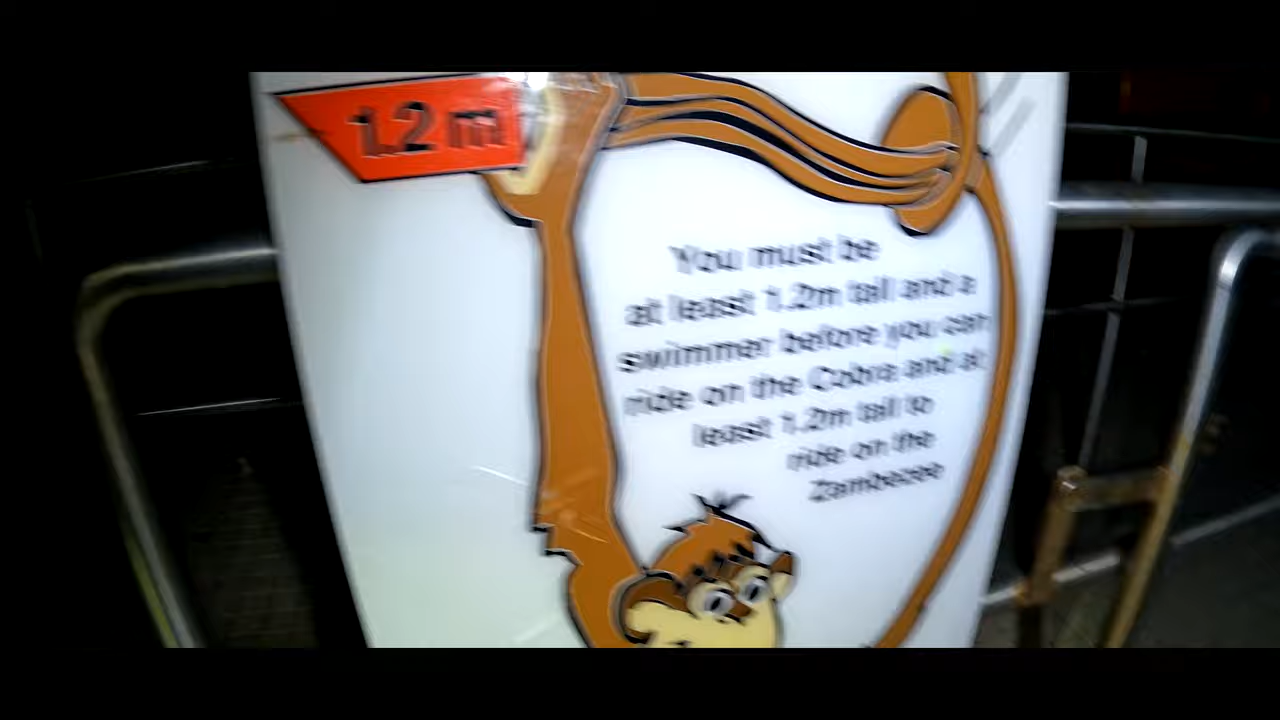 1.2 m
You must be
at least 1.2m tall and a
swimmer before you can
ride on the Cobra and at
least 1.2m tall to
ride on the
Zambezee